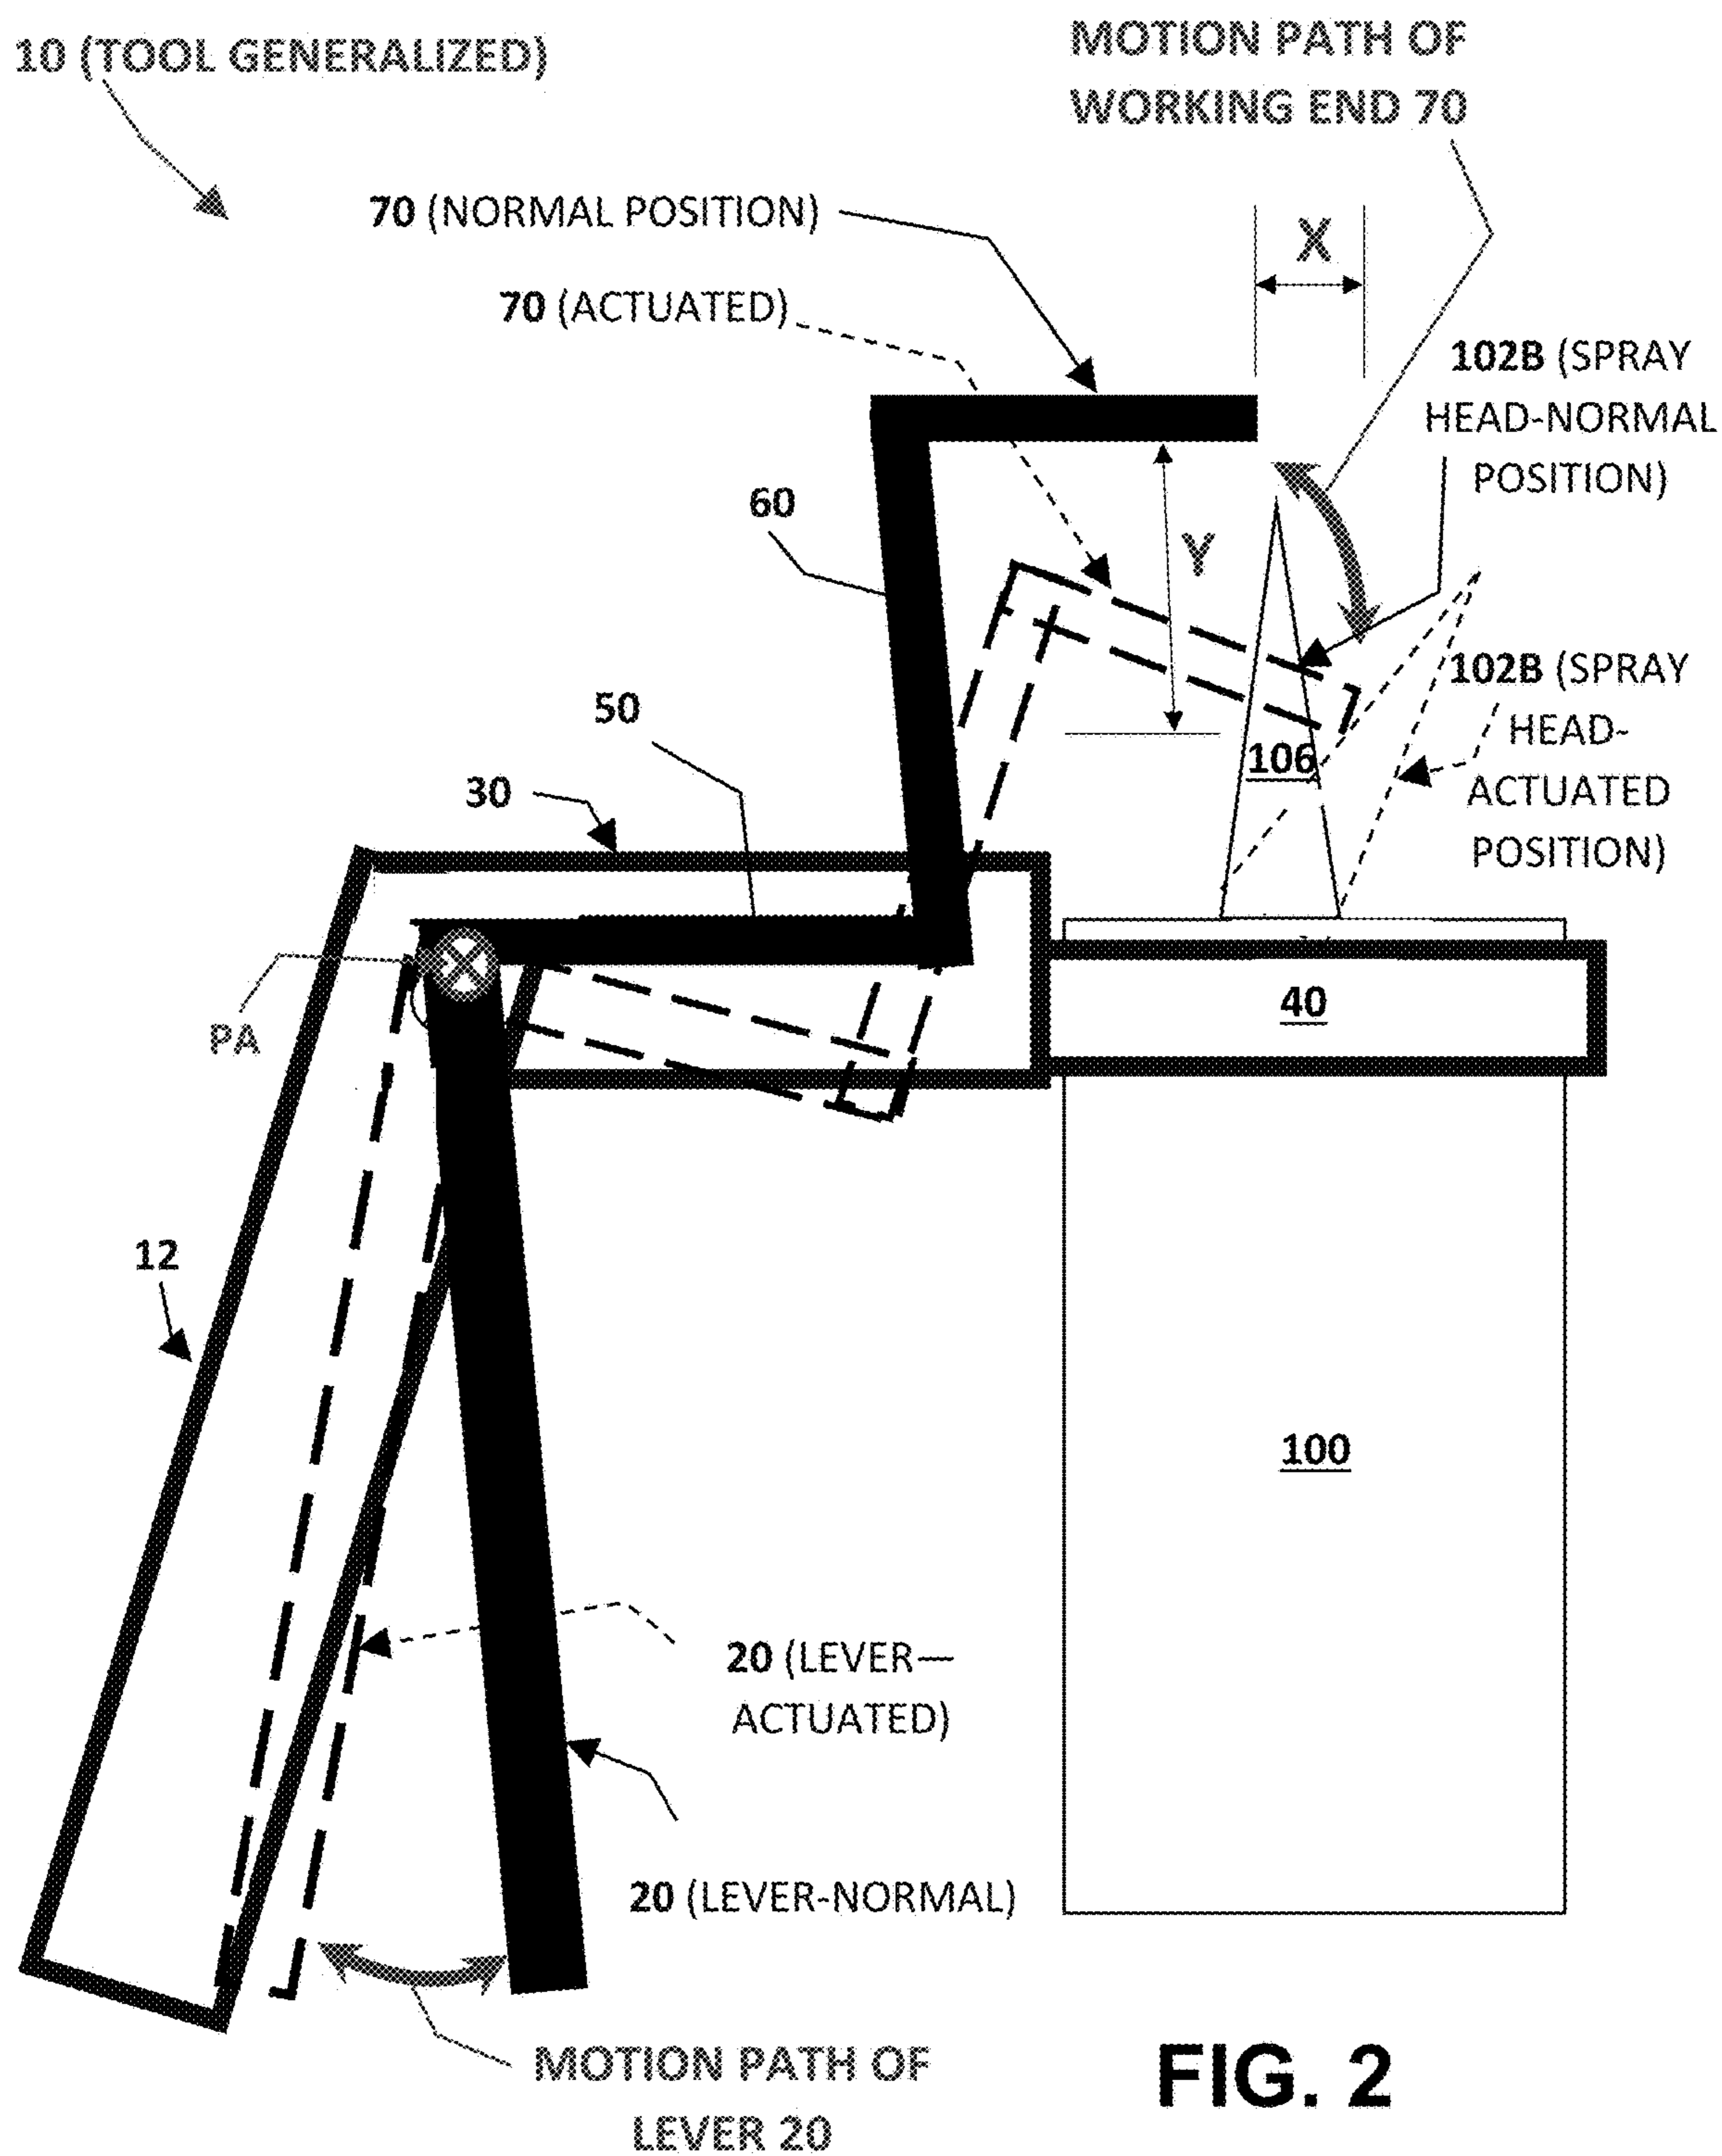 10 (TOOL GENERALIZED)
MOTION PATH OF
WORKING END 70
70 (NORMAL POSITION)
X
70 (ACTUATED)
102B (SPRAY
HEAD-NORMAL
POSITION)
60
Y
102B (SPRAY
HEAD-
ACTUATED
POSITION)
50
106
30
40
PA
12
100
20 (LEVER—
ACTUATED)
20 (LEVER-NORMAL)
MOTION PATH OF
LEVER 20
FIG. 2